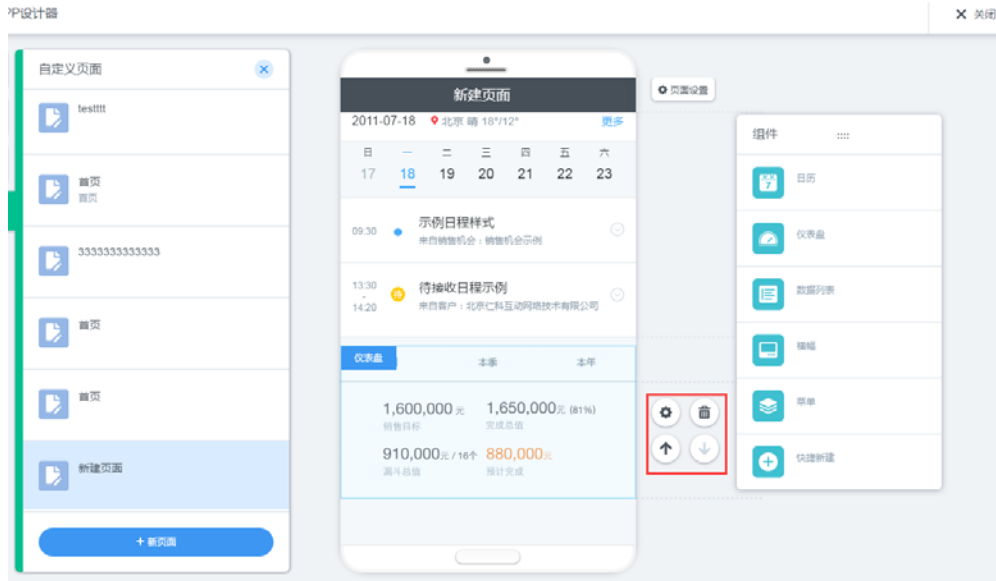 PP设计器
关闭
自定义页面
testttt
首页
首页
3333333333333
首页
首页
新建页面
+ 新页面
新建页面
2011-07-18 北京 晴 18°/12° 更多
日 一 二 三 四 五 六
17 18 19 20 21 22 23
09:30
示例日程样式
来自销售机会：销售机会示例
13:30
-
14:20
待
待接收日程示例
来自客户：北京仁科互动网络技术有限公司
仪表盘 本季 本年
1,600,000 元 1,650,000元 (81%)
销售目标 完成总值
910,000元 / 16个 880,000元
漏斗总值 预计完成
页面设置
组件
日历
7
仪表盘
数据列表
横幅
菜单
快捷新建